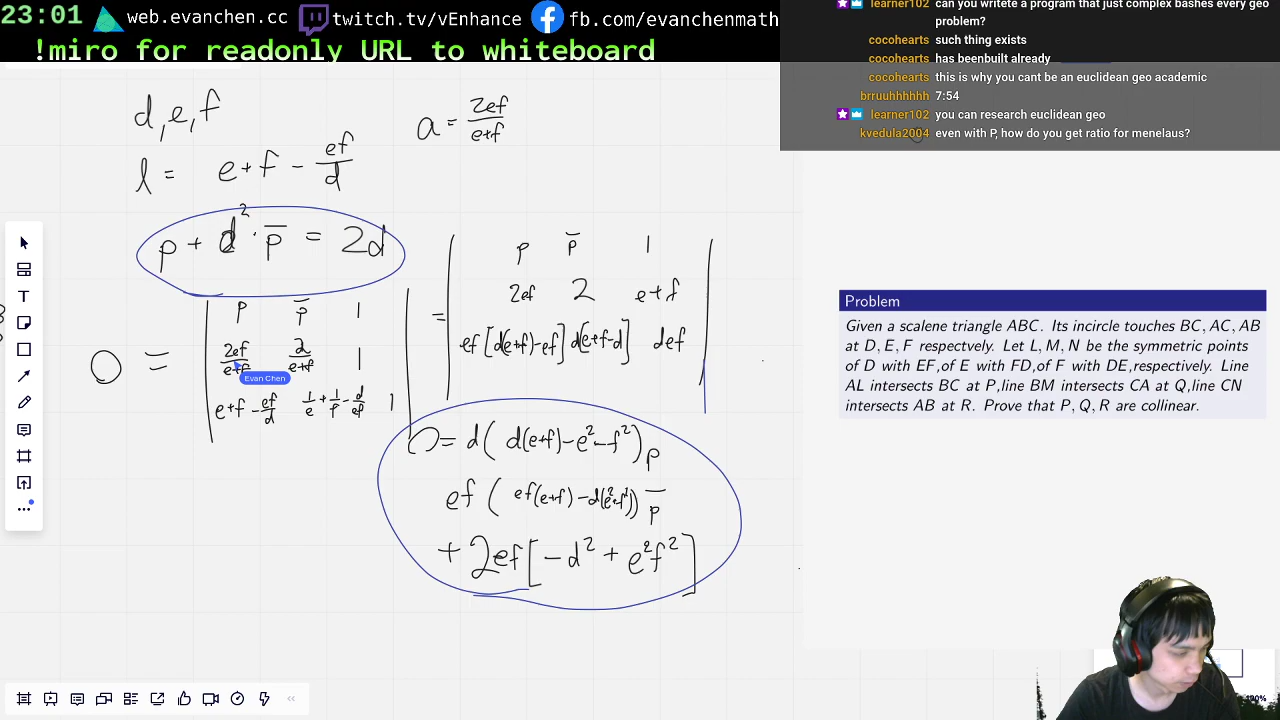 23:01 web.evanchen.cc twitch.tv/vEnhance fb.com/evanchenmath
!miro for readonly URL to whiteboard
learner102 can you writete a program that just complex bashes every geo
problem?
cocohearts such thing exists
cocohearts has beenbuilt already
cocohearts this is why you cant be an euclidean geo academic
brruuhhhhhh 7:54
learner102 you can research euclidean geo
kvedula2004 even with P, how do you get ratio for menelaus?
d, e, f
a = 2ef/(e+f)
l = e+f - ef/d
p + d² · p̅ = 2d
0 = | p p̅ 1 |
| 2ef/(e+f) 2/(e+f) 1 |
| e+f - ef/d 1/e + 1/f - d/ef 1 |
= | p p̅ 1 |
| 2ef 2 e+f |
| ef[d(e+f)-ef] d[e+f-d] def |
0 = d(d(e+f)-e²-f²)p
ef(ef(e+f)-d(e²+f²))p̅
+ 2ef[-d²+e²f²]
Evan Chen
Problem
Given a scalene triangle ABC. Its incircle touches BC, AC, AB
at D, E, F respectvely. Let L, M, N be the symmetric points
of D with EF,of E with FD,of F with DE,respectively. Line
AL intersects BC at P,line BM intersects CA at Q,line CN
intersects AB at R. Prove that P, Q, R are collinear.